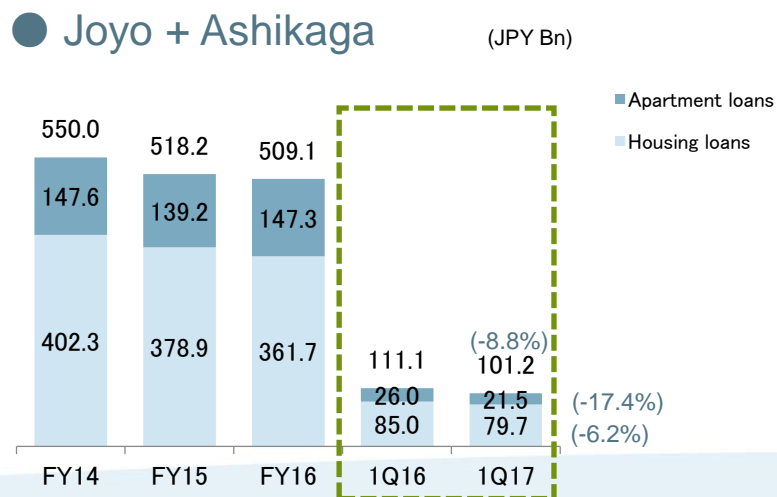 Joyo + Ashikaga (JPY Bn)
Apartment loans
Housing loans
550.0 518.2 509.1
147.6 139.2 147.3
402.3 378.9 361.7
(-8.8%)
111.1 101.2
26.0 21.5 (-17.4%)
85.0 79.7 (-6.2%)
FY14 FY15 FY16 1Q16 1Q17